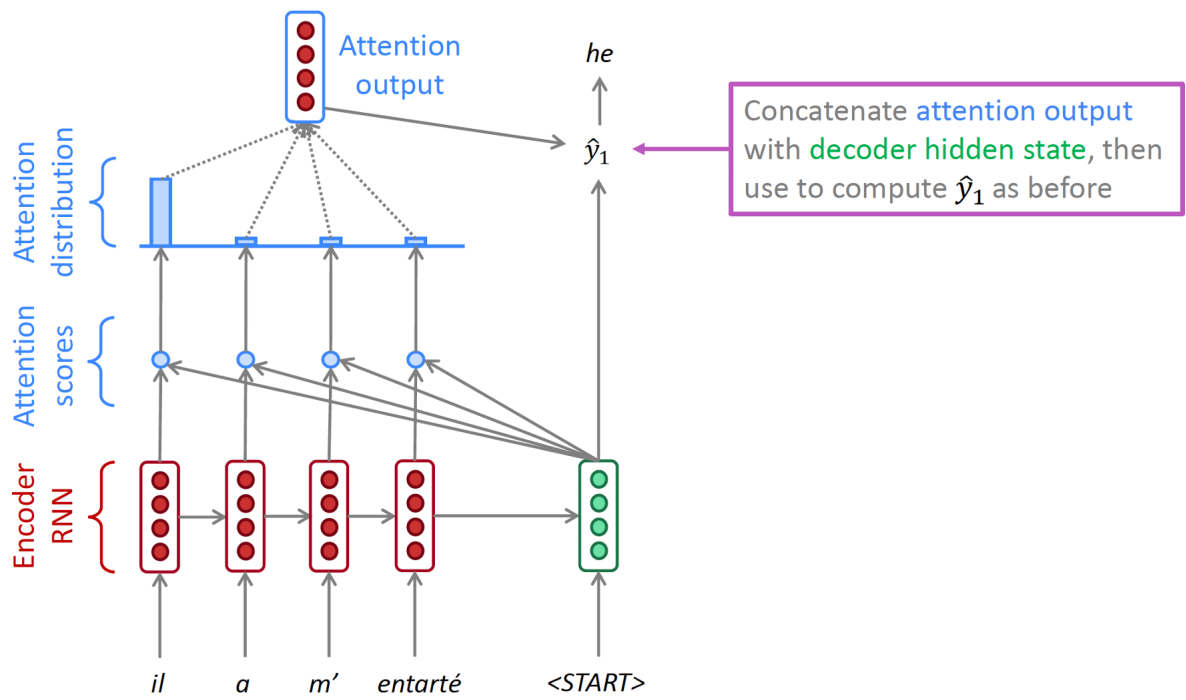 Attention
output
he
Concatenate attention output
with decoder hidden state, then
use to compute ŷ₁ as before
ŷ₁
Attention
distribution
Attention
scores
Encoder
RNN
il a m' entarté <START>